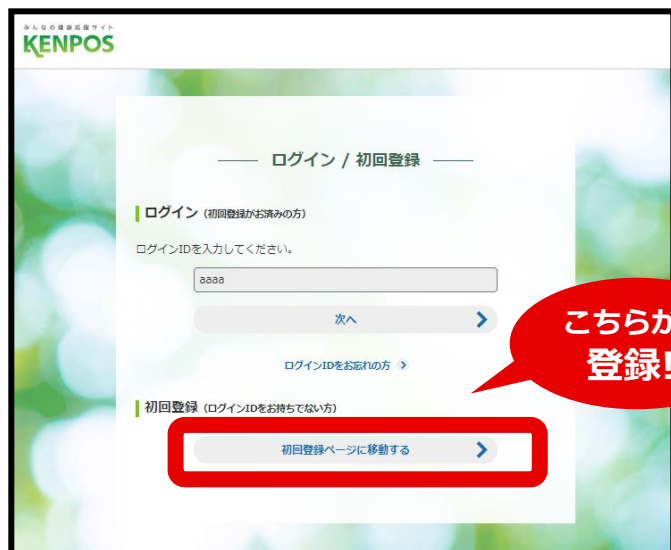 みんなの健康応援サイト
KENPOS
ログイン / 初回登録
ログイン (初回登録がお済みの方)
ログインIDを入力してください。
aaaa
次へ
ログインIDをお忘れの方
こちらか
登録!
初回登録 (ログインIDをお持ちでない方)
初回登録ページに移動する